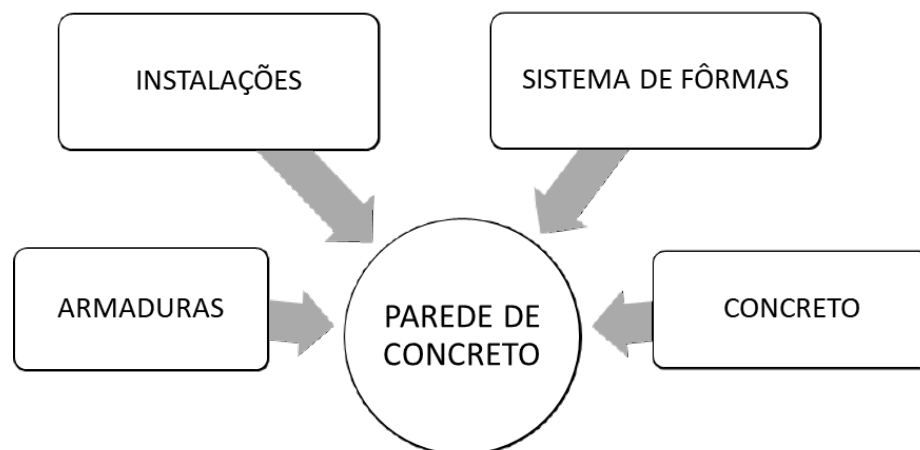 INSTALAÇÕES
SISTEMA DE FÔRMAS
ARMADURAS
PAREDE DE
CONCRETO
CONCRETO